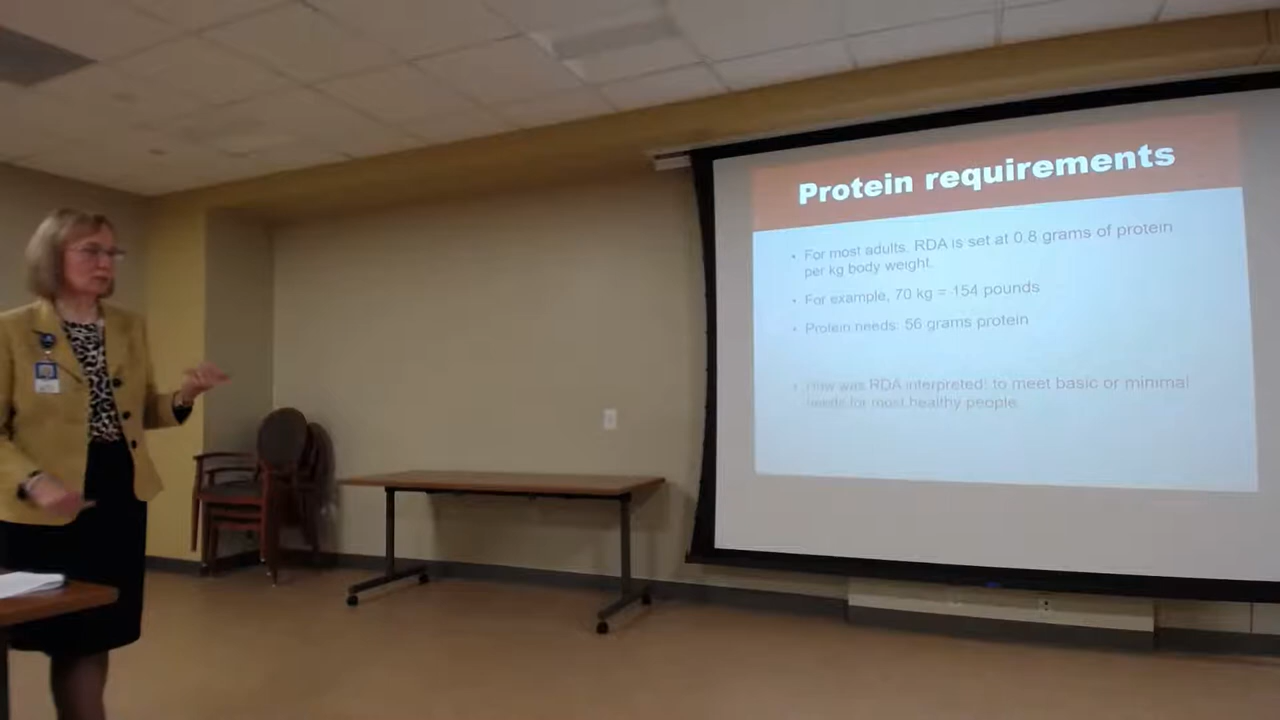 Protein requirements
• For most adults, RDA is set at 0.8 grams of protein
per kg body weight.
• For example, 70 kg = 154 pounds
• Protein needs: 56 grams protein
• How was RDA interpreted: to meet basic or minimal
needs for most healthy people.